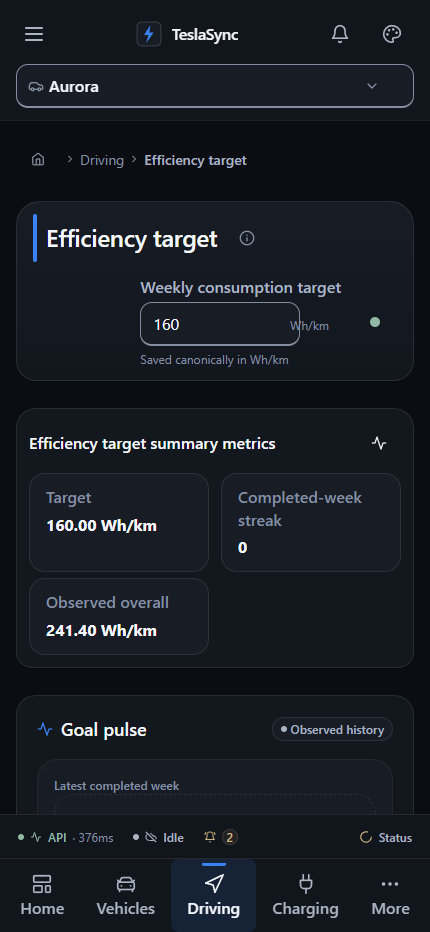 TeslaSync
Aurora
Driving
Efficiency target
Efficiency target
Weekly consumption target
160
Wh/km
Saved canonically in Wh/km
Efficiency target summary metrics
Target
160.00 Wh/km
Completed-week
streak
0
Observed overall
241.40 Wh/km
Goal pulse
Observed history
Latest completed week
API · 376ms
Idle
2
Status
Home
Vehicles
Driving
Charging
More